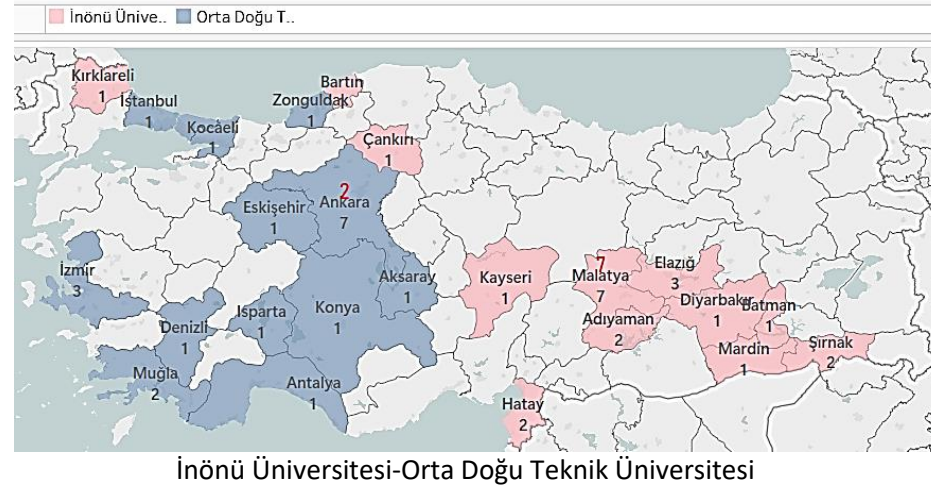 İnönü Ünive.. Orta Doğu T..
Kırklareli
1
İstanbul
1
Kocaeli
1
Bartın
Zonguldak
1
Çankırı
1
2
Ankara
7
Eskişehir
1
İzmir
3
Aksaray
1
Kayseri
1
7
Malatya
7
Elazığ
3
Diyarbakır
1
Batman
1
Adıyaman
2
Mardin
1
Şırnak
2
Isparta
1
Konya
1
Denizli
1
Muğla
2
Antalya
1
Hatay
2
İnönü Üniversitesi-Orta Doğu Teknik Üniversitesi